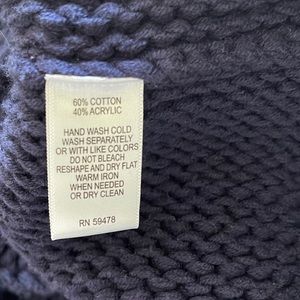 60% COTTON
40% ACRYLIC
HAND WASH COLD
WASH SEPARATELY
OR WITH LIKE COLORS
DO NOT BLEACH
RESHAPE AND DRY FLAT
WARM IRON
WHEN NEEDED
OR DRY CLEAN
RN 59478